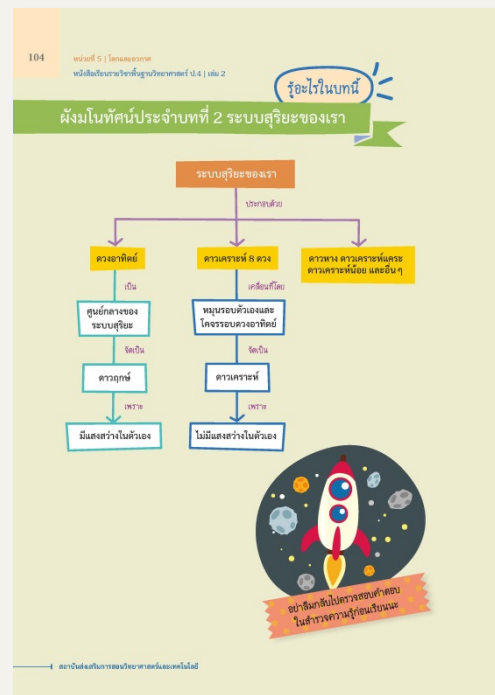 104
หน่วยที่ 5 | โลกและอวกาศ
หนังสือเรียนรายวิชาพื้นฐานวิทยาศาสตร์ ป.4 | เล่ม 2
รู้อะไรในบทนี้
ผังมโนทัศน์ประจำบทที่ 2 ระบบสุริยะของเรา
ระบบสุริยะของเรา
ประกอบด้วย
ดวงอาทิตย์
เป็น
ศูนย์กลางของ
ระบบสุริยะ
จัดเป็น
ดาวฤกษ์
เพราะ
มีแสงสว่างในตัวเอง
ดาวเคราะห์ 8 ดวง
เคลื่อนที่โดย
หมุนรอบตัวเองและ
โคจรรอบดวงอาทิตย์
จัดเป็น
ดาวเคราะห์
เพราะ
ไม่มีแสงสว่างในตัวเอง
ดาวหาง ดาวเคราะห์แคระ
ดาวเคราะห์น้อย และอื่น ๆ
อย่าลืมกลับไปตรวจสอบคำตอบ
ในสำรวจความรู้ก่อนเรียนนะ
สถาบันส่งเสริมการสอนวิทยาศาสตร์และเทคโนโลยี